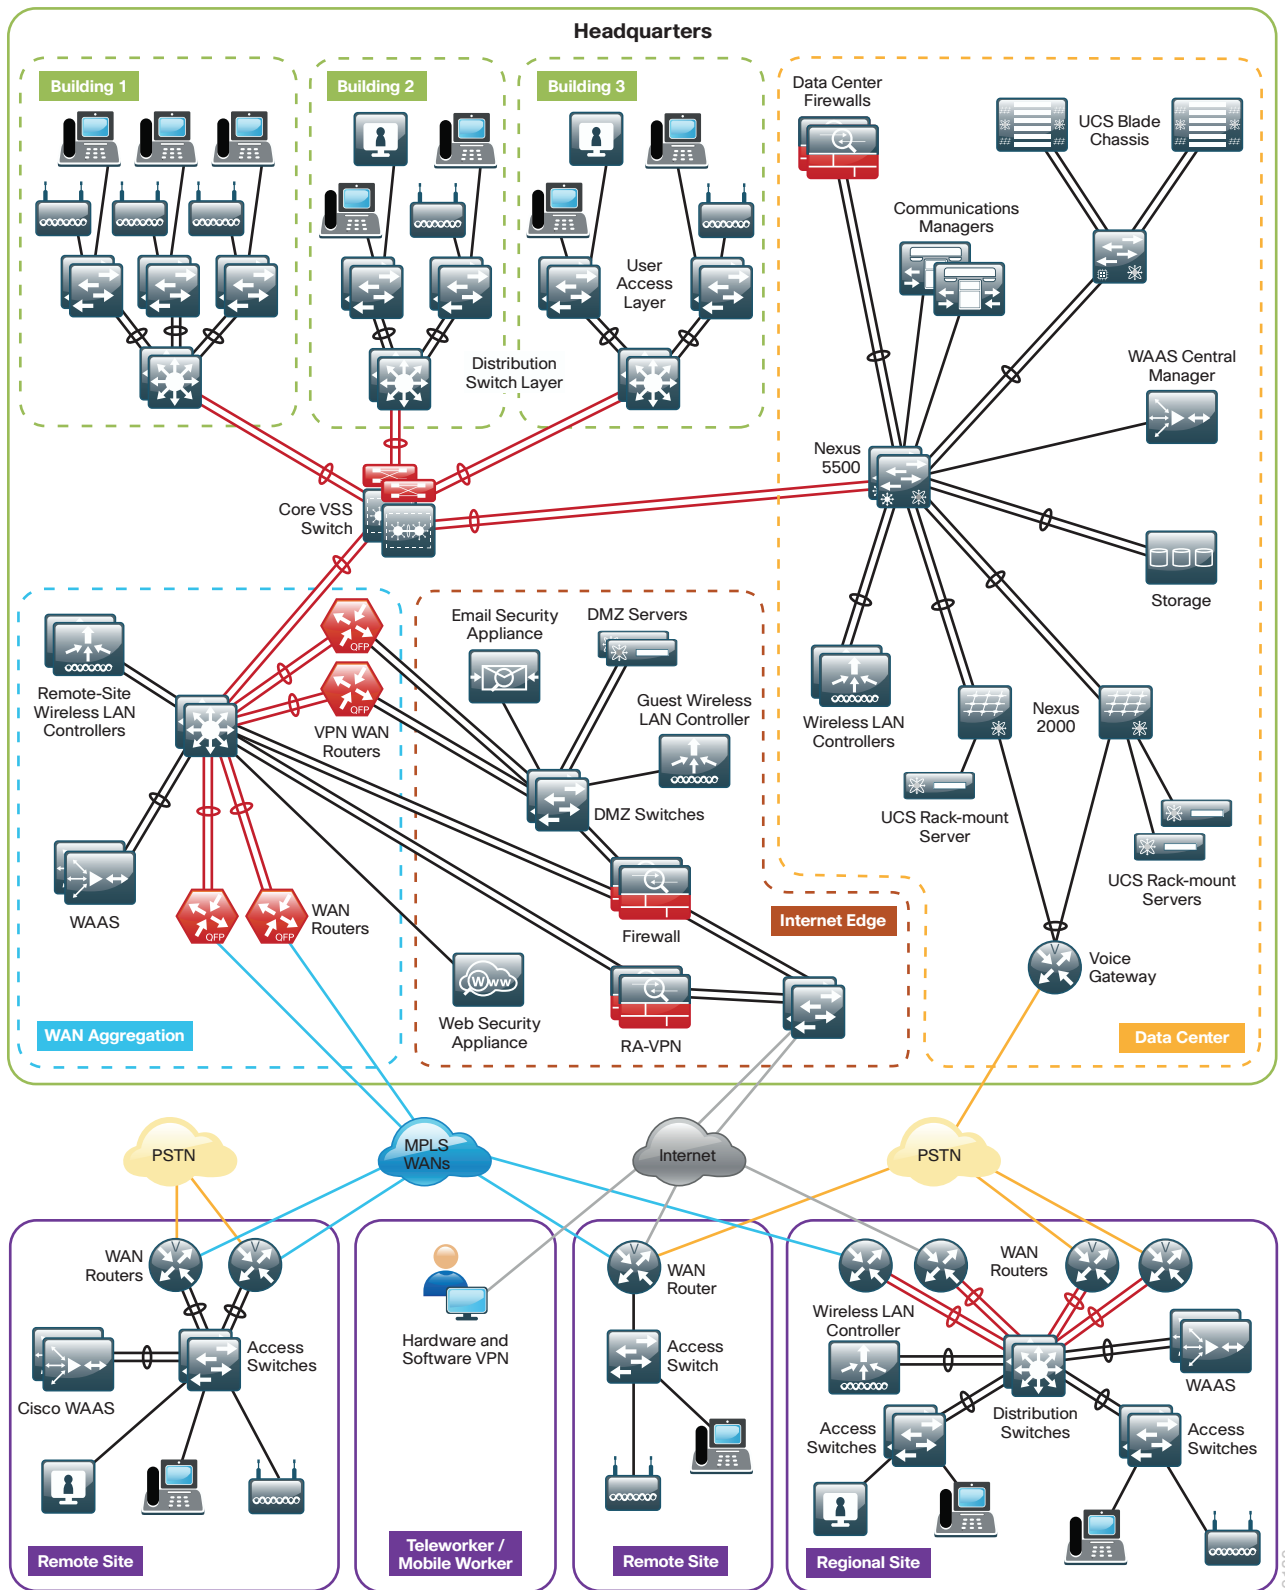 Headquarters
Building 1
Building 2
Building 3
Data Center
Firewalls
UCS Blade
Chassis
Communications
Managers
User
Access
Layer
Distribution
Switch Layer
WAAS Central
Manager
Nexus
5500
Core VSS
Switch
Storage
Remote-Site
Wireless LAN
Controllers
QFP
QFP
VPN WAN
Routers
Email Security
Appliance
DMZ Servers
Guest Wireless
LAN Controller
DMZ Switches
Wireless LAN
Controllers
Nexus
2000
UCS Rack-mount
Server
UCS Rack-mount
Servers
WAAS
QFP
QFP
WAN
Routers
Firewall
Internet Edge
Www
Web Security
Appliance
RA-VPN
V
Voice
Gateway
WAN Aggregation
Data Center
PSTN
MPLS
WANs
Internet
PSTN
WAN
Routers
V
V
Access
Switches
Cisco WAAS
Remote Site
Hardware and
Software VPN
Teleworker /
Mobile Worker
V
WAN
Router
Access
Switch
Remote Site
WAN
Routers
V
V
Wireless LAN
Controller
WAAS
Distribution
Switches
Access
Switches
Access
Switches
Regional Site